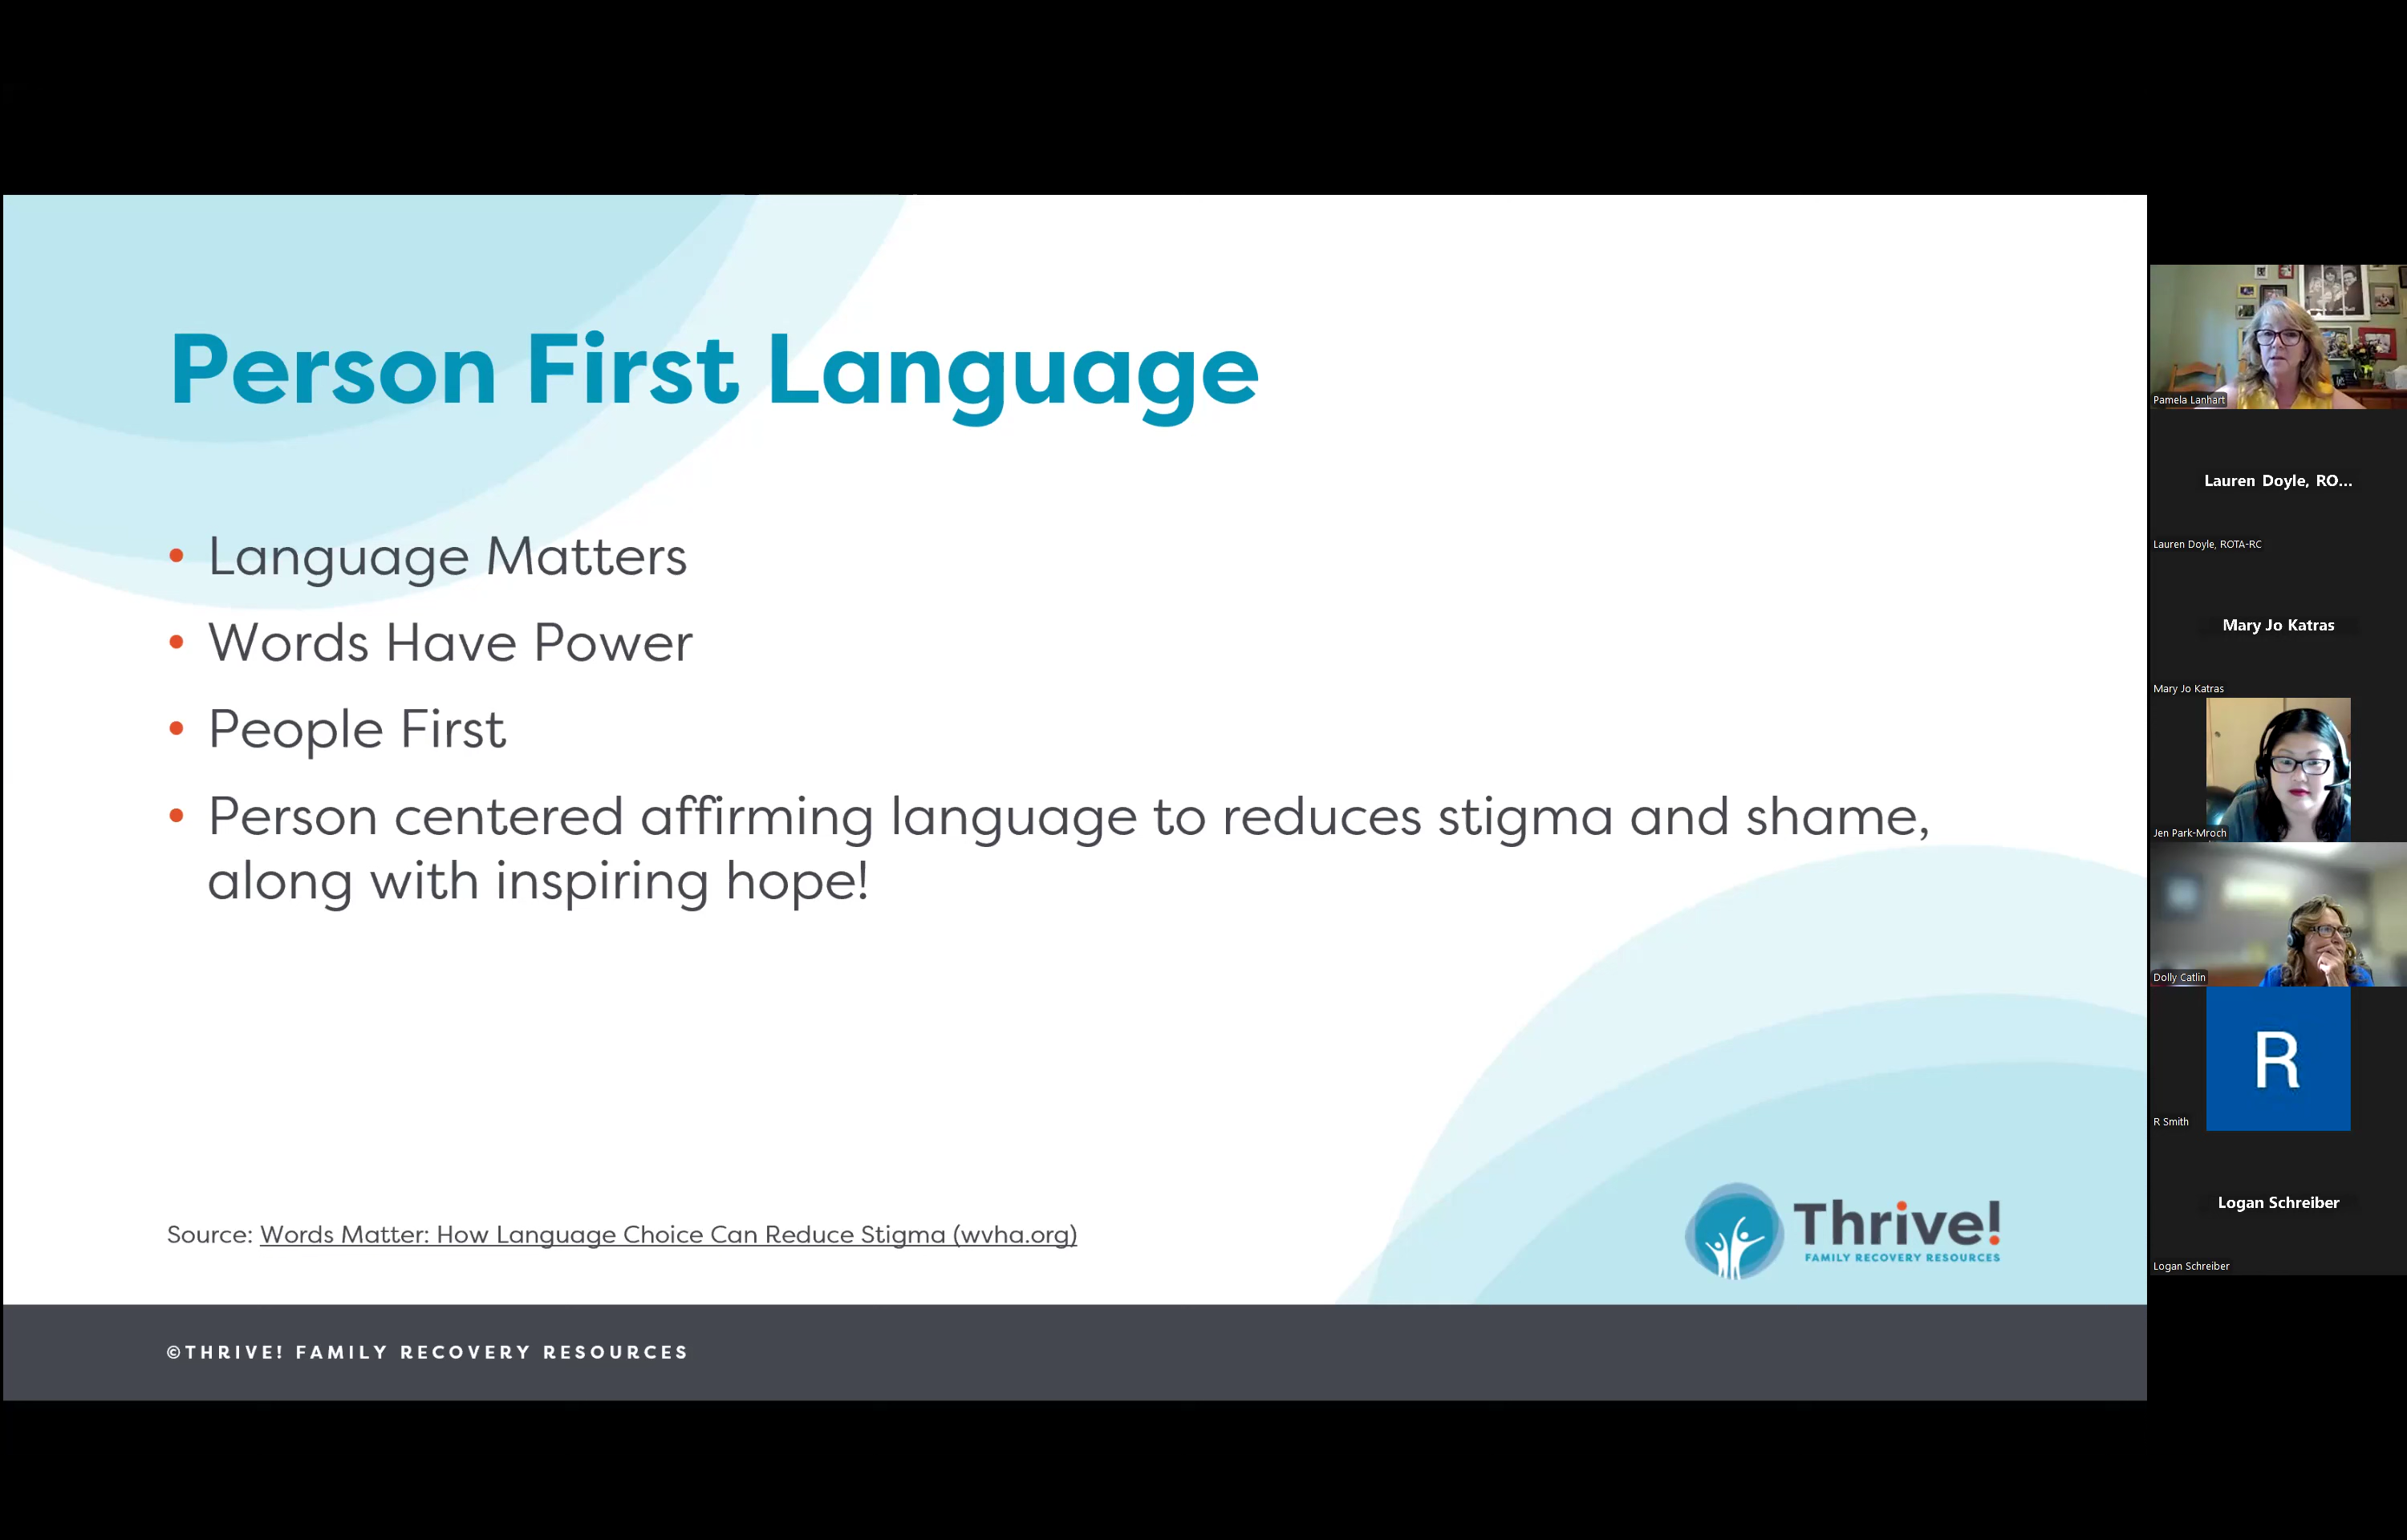 Person First Language
Language Matters
Words Have Power
People First
Person centered affirming language to reduces stigma and shame,
along with inspiring hope!
Source: Words Matter: How Language Choice Can Reduce Stigma (wvha.org)
Thrive!
FAMILY RECOVERY RESOURCES
©THRIVE! FAMILY RECOVERY RESOURCES
Pamela Lanhart
Lauren Doyle, RO...
Lauren Doyle, ROTA-RC
Mary Jo Katras
Mary Jo Katras
Jen Park-Mroch
Dolly Catlin
R
R Smith
Logan Schreiber
Logan Schreiber